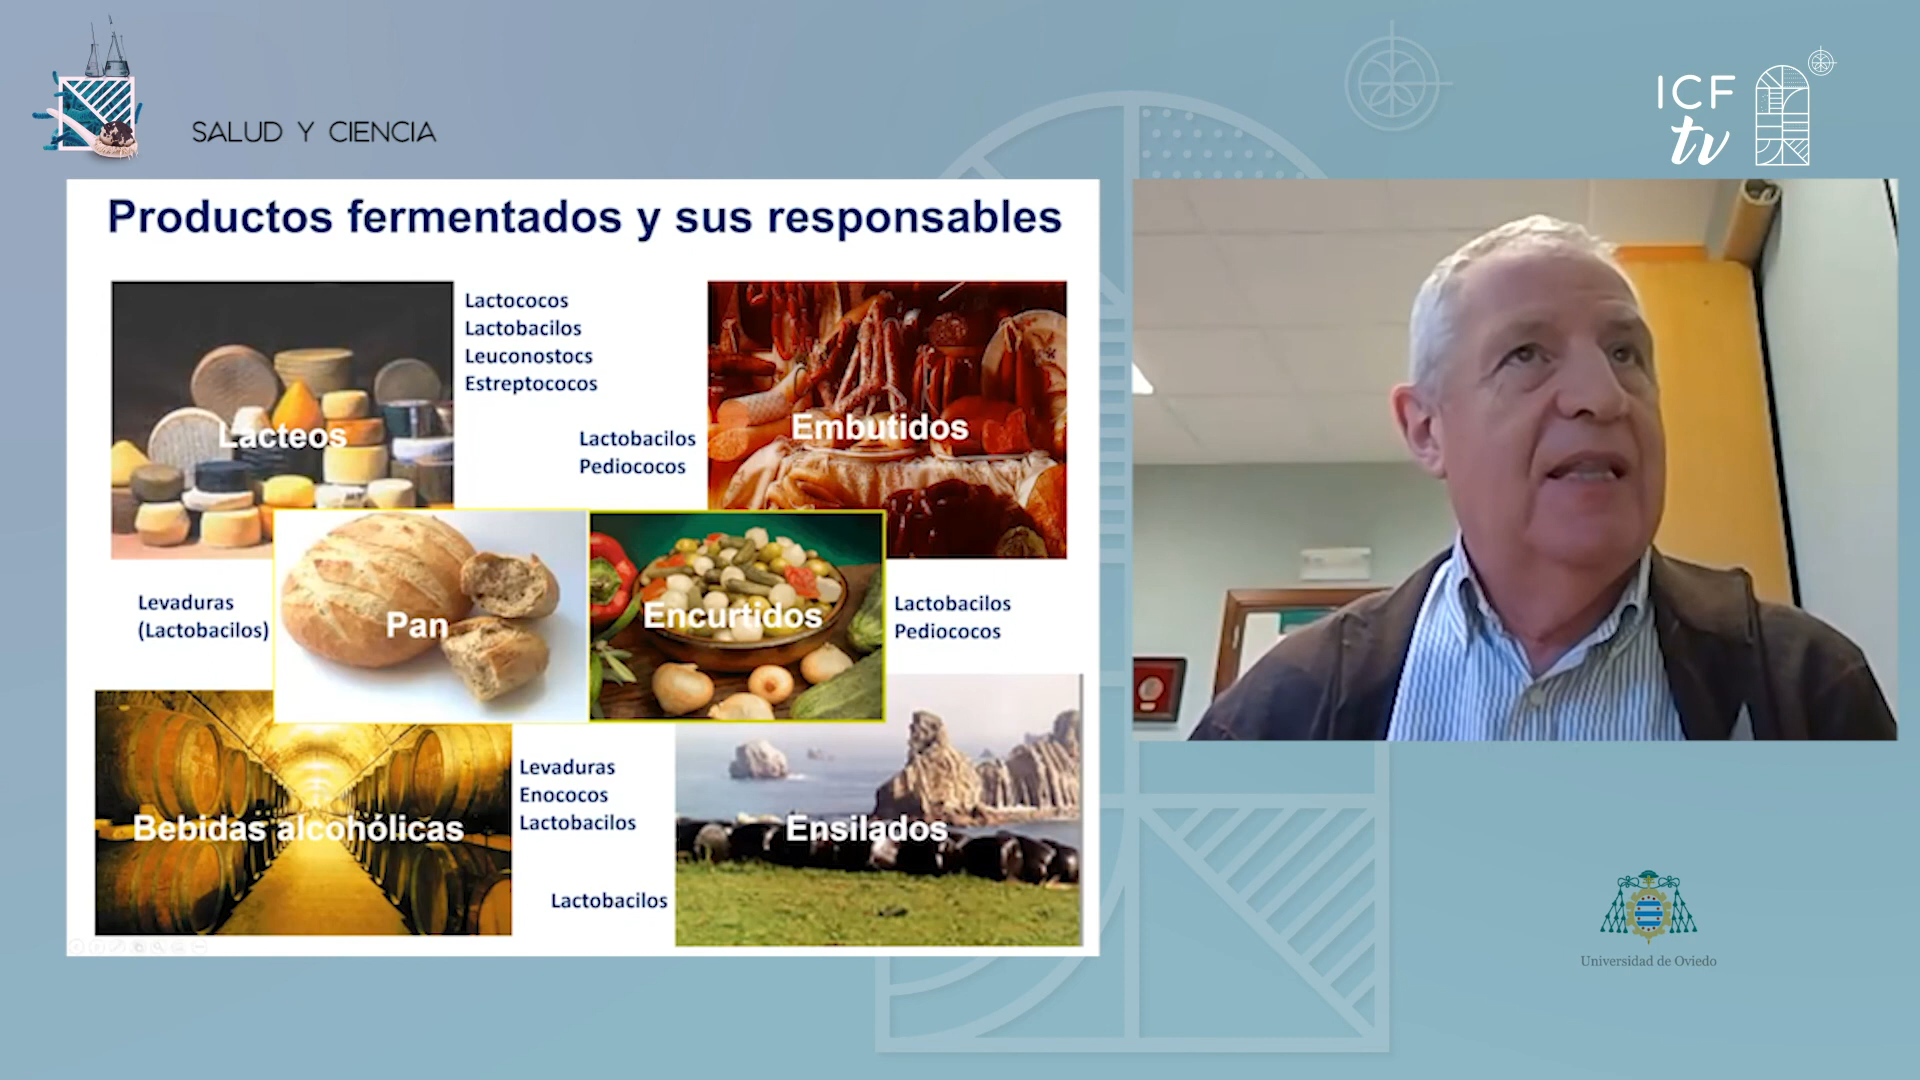 SALUD Y CIENCIA
ICF
tv
Productos fermentados y sus responsables
Lácteos
Lactococos
Lactobacilos
Leuconostocs
Estreptococos
Lactobacilos
Pediococos
Embutidos
Levaduras
(Lactobacilos)
Pan
Encurtidos
Lactobacilos
Pediococos
Bebidas alcohólicas
Levaduras
Enococos
Lactobacilos
Lactobacilos
Ensilados
Universidad de Oviedo